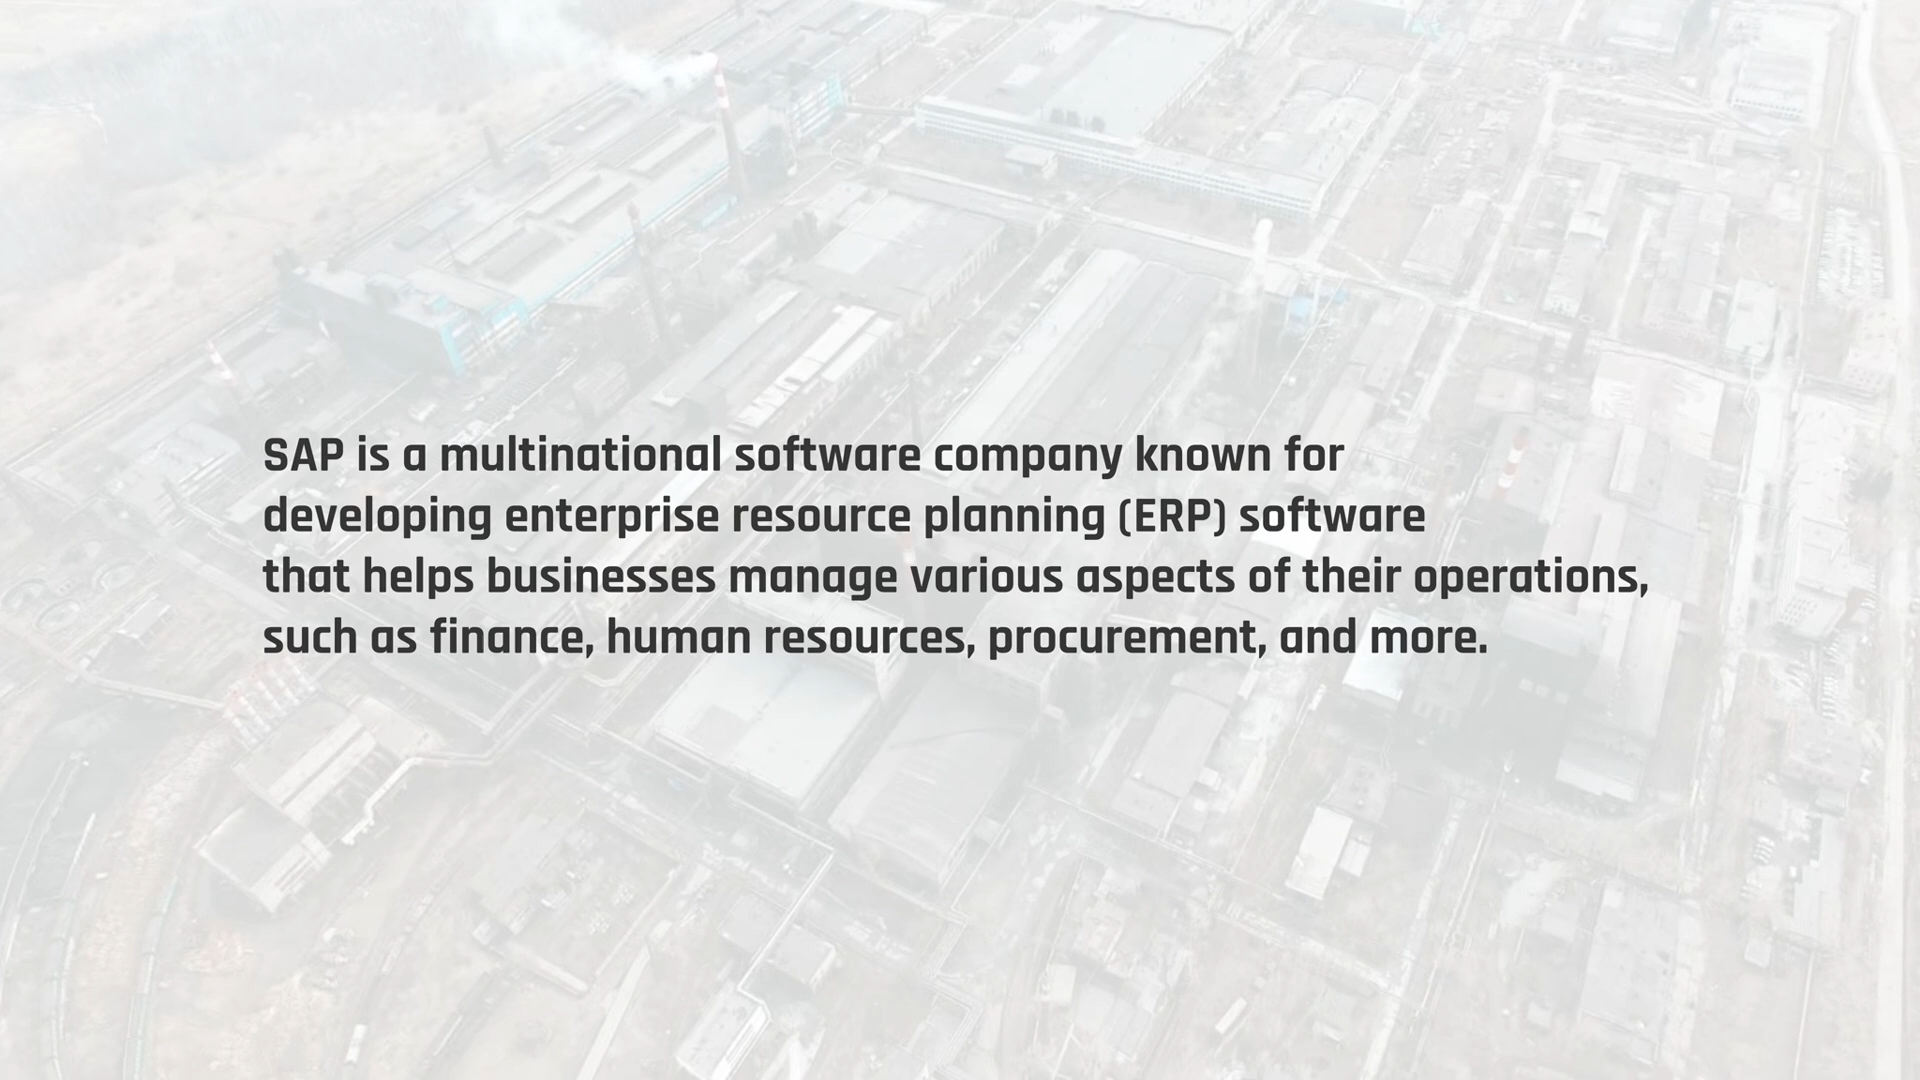 SAP is a multinational software company known for
developing enterprise resource planning (ERP) software
that helps businesses manage various aspects of their operations,
such as finance, human resources, procurement, and more.